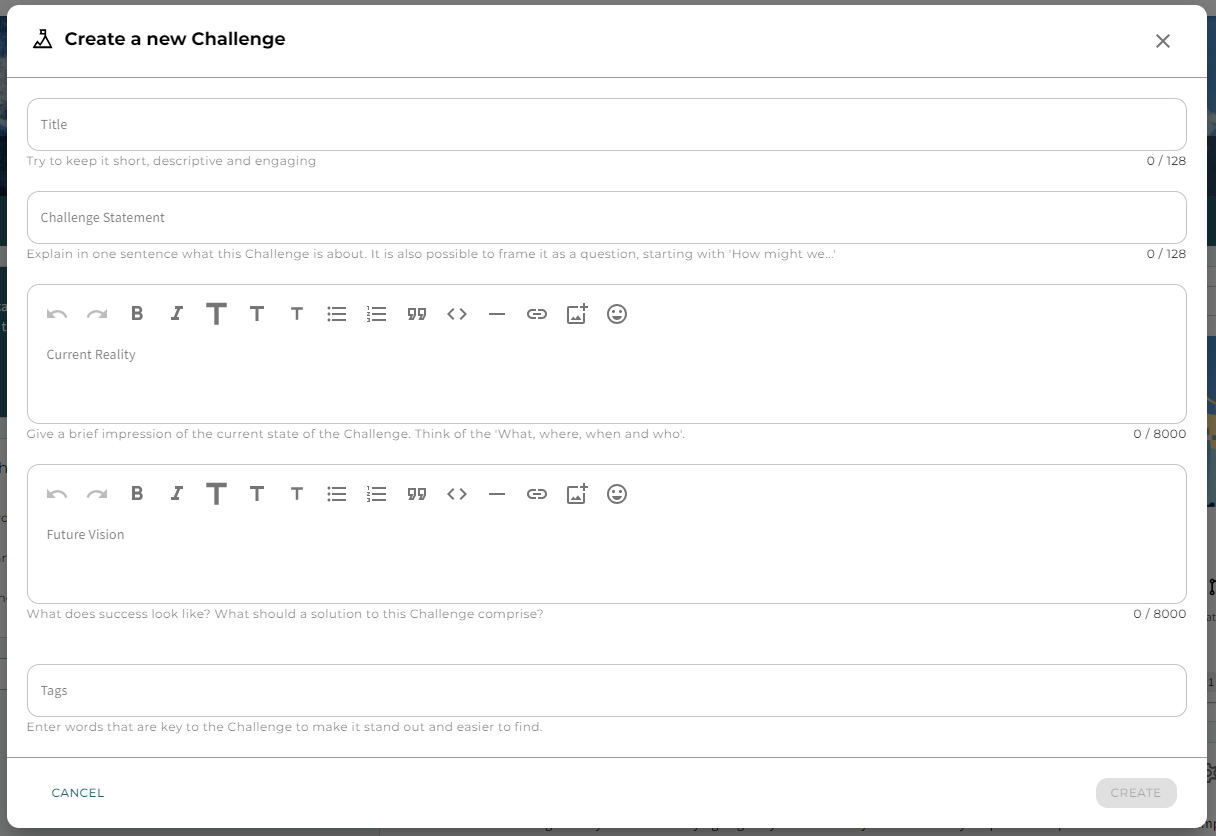 Create a new Challenge
Title
Try to keep it short, descriptive and engaging
0 / 128
Challenge Statement
Explain in one sentence what this Challenge is about. It is also possible to frame it as a question, starting with 'How might we...'
0 / 128
Current Reality
Give a brief impression of the current state of the Challenge. Think of the 'What, where, when and who'.
0 / 8000
Future Vision
What does success look like? What should a solution to this Challenge comprise?
0 / 8000
Tags
Enter words that are key to the Challenge to make it stand out and easier to find.
CANCEL
CREATE